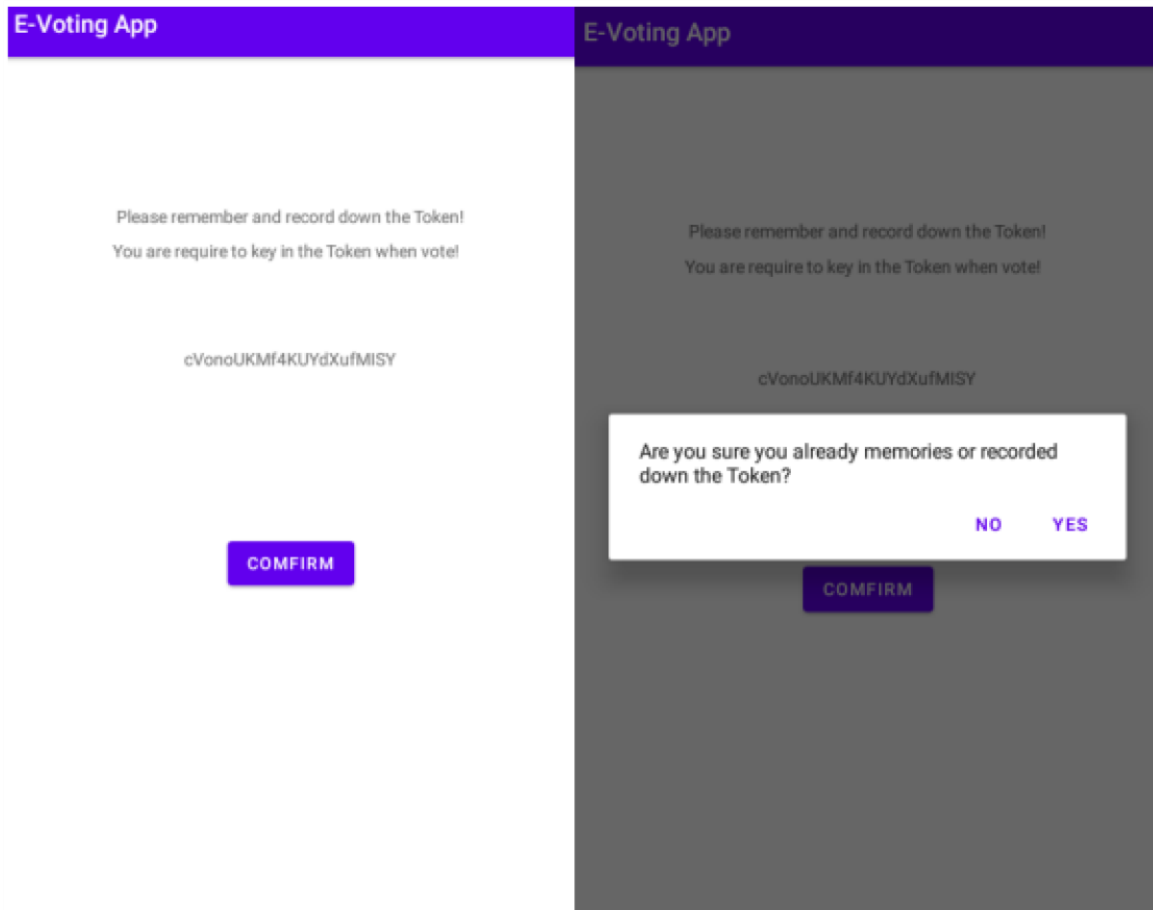 E-Voting App
Please remember and record down the Token!
You are require to key in the Token when vote!
cVonoUKMf4KUYdXufMISY
COMFIRM
E-Voting App
Please remember and record down the Token!
You are require to key in the Token when vote!
cVonoUKMf4KUYdXufMISY
Are you sure you already memories or recorded
down the Token?
NO YES
COMFIRM